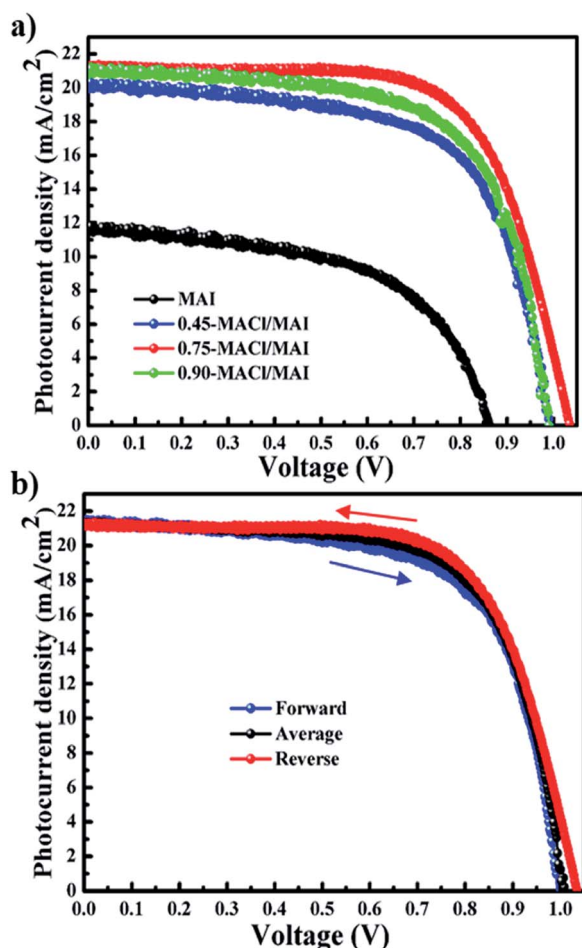 a)
Photocurrent density (mA/cm²)
22
20
18
16
14
12
10
8
6
4
2
0
MAI
0.45-MACl/MAI
0.75-MACl/MAI
0.90-MACl/MAI
0.0 0.1 0.2 0.3 0.4 0.5 0.6 0.7 0.8 0.9 1.0
Voltage (V)
b)
Photocurrent density (mA/cm²)
22
20
18
16
14
12
10
8
6
4
2
0
Forward
Average
Reverse
0.0 0.1 0.2 0.3 0.4 0.5 0.6 0.7 0.8 0.9 1.0
Voltage (V)